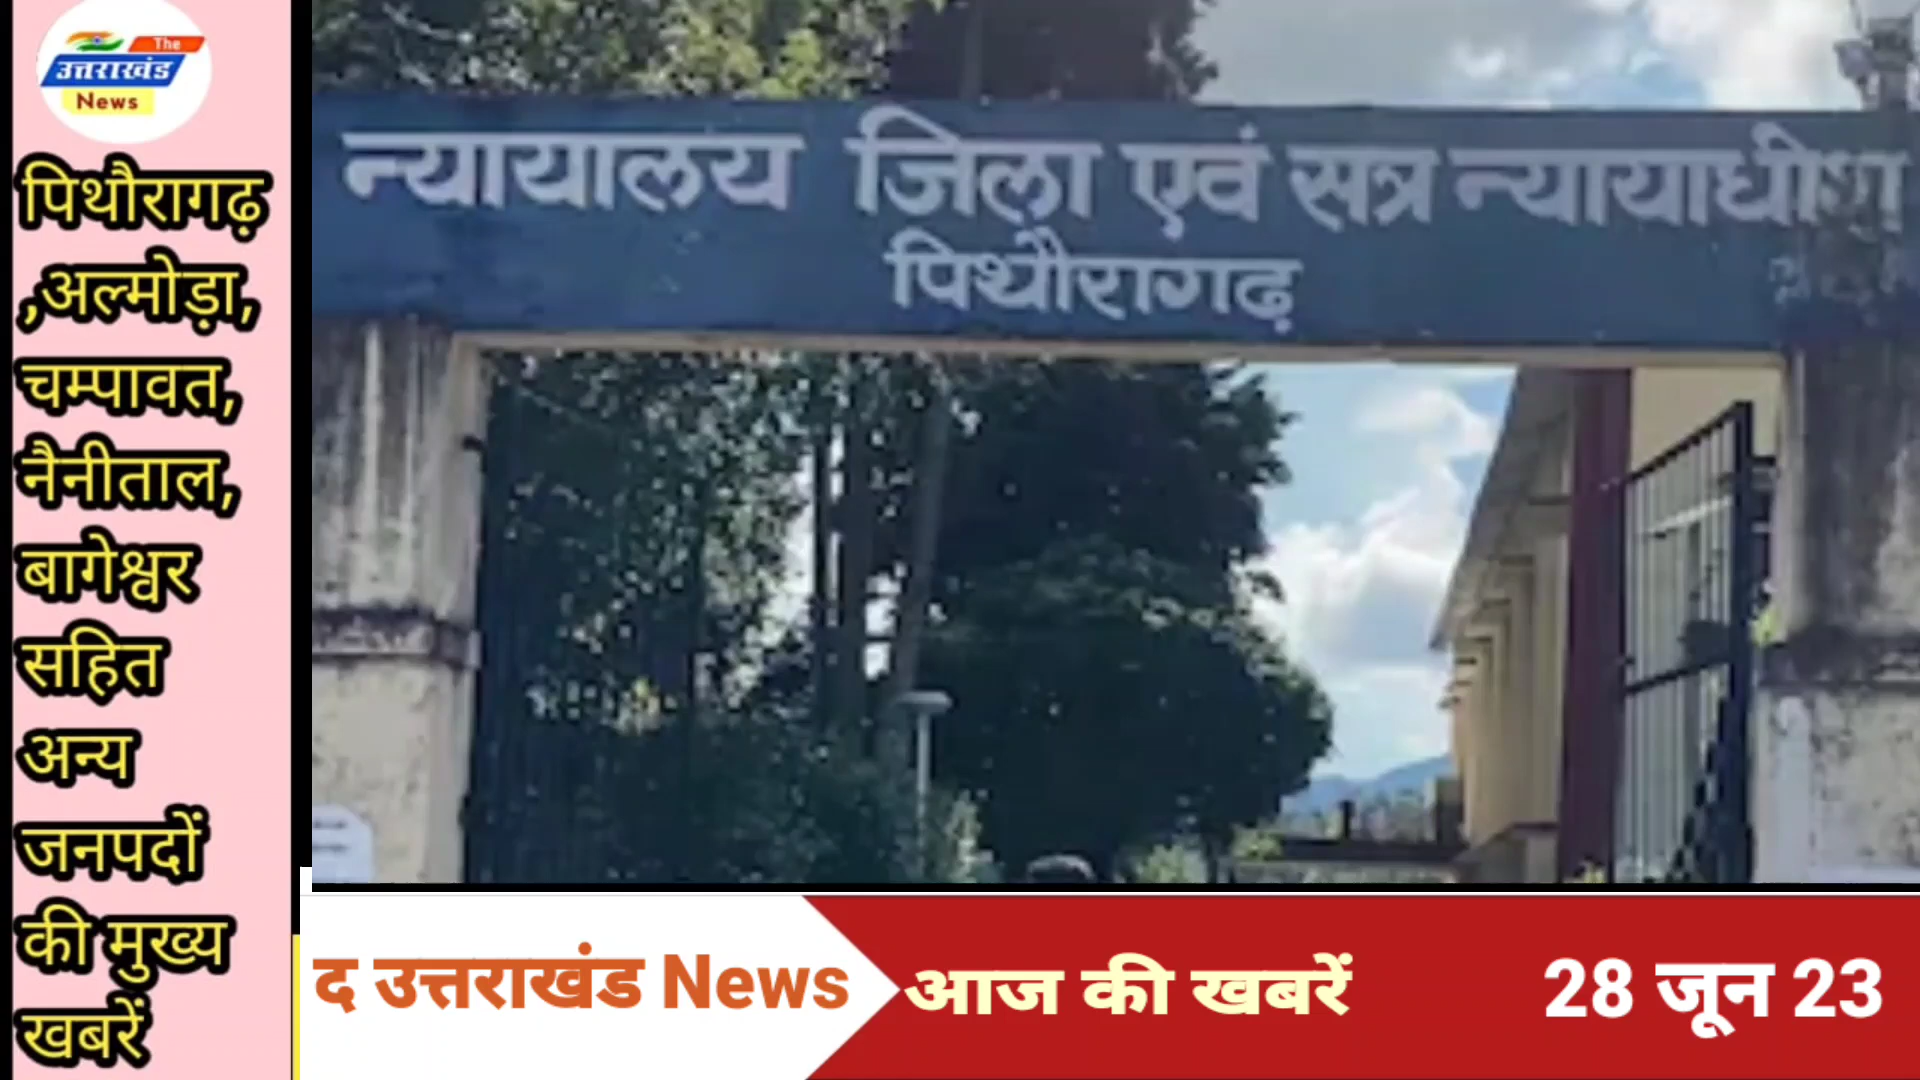 The
उत्तराखंड
News
पिथौरागढ़
,अल्मोड़ा,
चम्पावत,
नैनीताल,
बागेश्वर
सहित
अन्य
जनपदों
की मुख्य
खबरें
न्यायालय जिला एवं सत्र न्यायाधीश
पिथौरागढ़
द उत्तराखंड News
आज की खबरें
28 जून 23